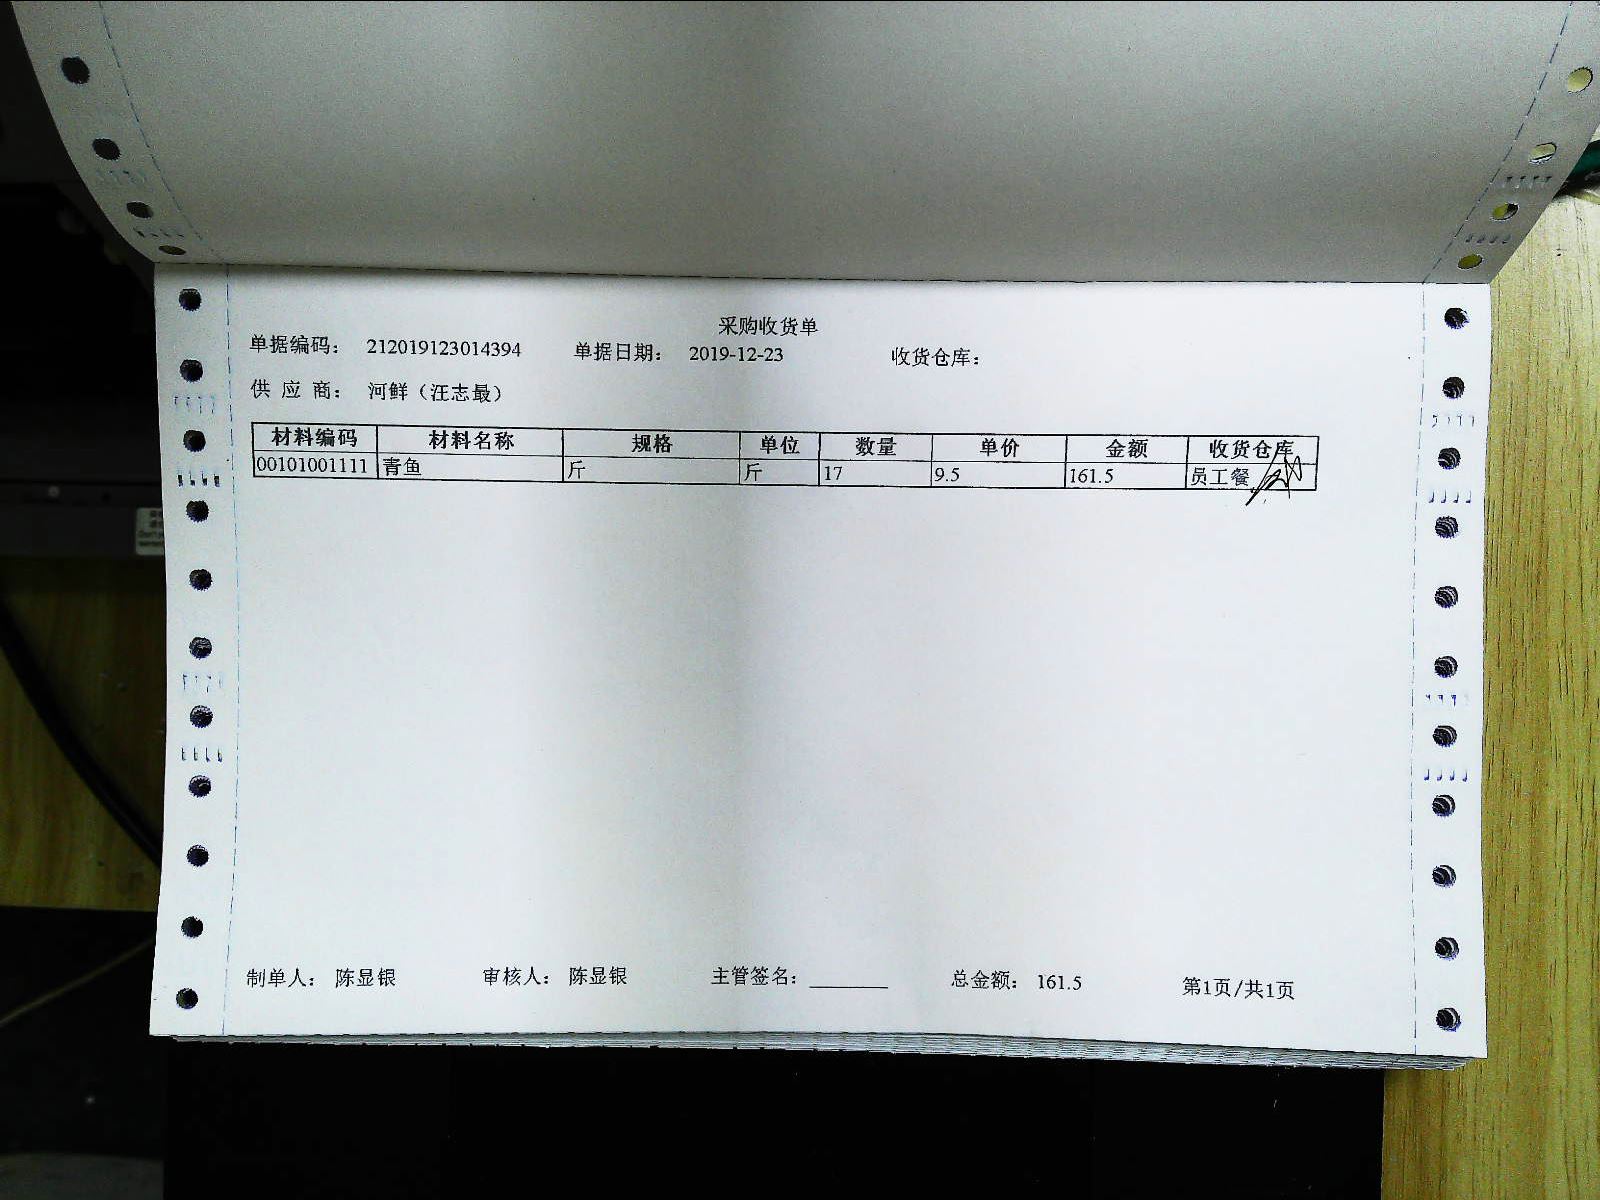 采购收货单
单据编码： 212019123014394 单据日期： 2019-12-23 收货仓库：
供 应 商： 河鲜（汪志最）
材料编码 材料名称 规格 单位 数量 单价 金额 收货仓库
00101001111 青鱼 斤 斤 17 9.5 161.5 员工餐
制单人： 陈显银 审核人： 陈显银 主管签名： 总金额： 161.5 第1页/共1页